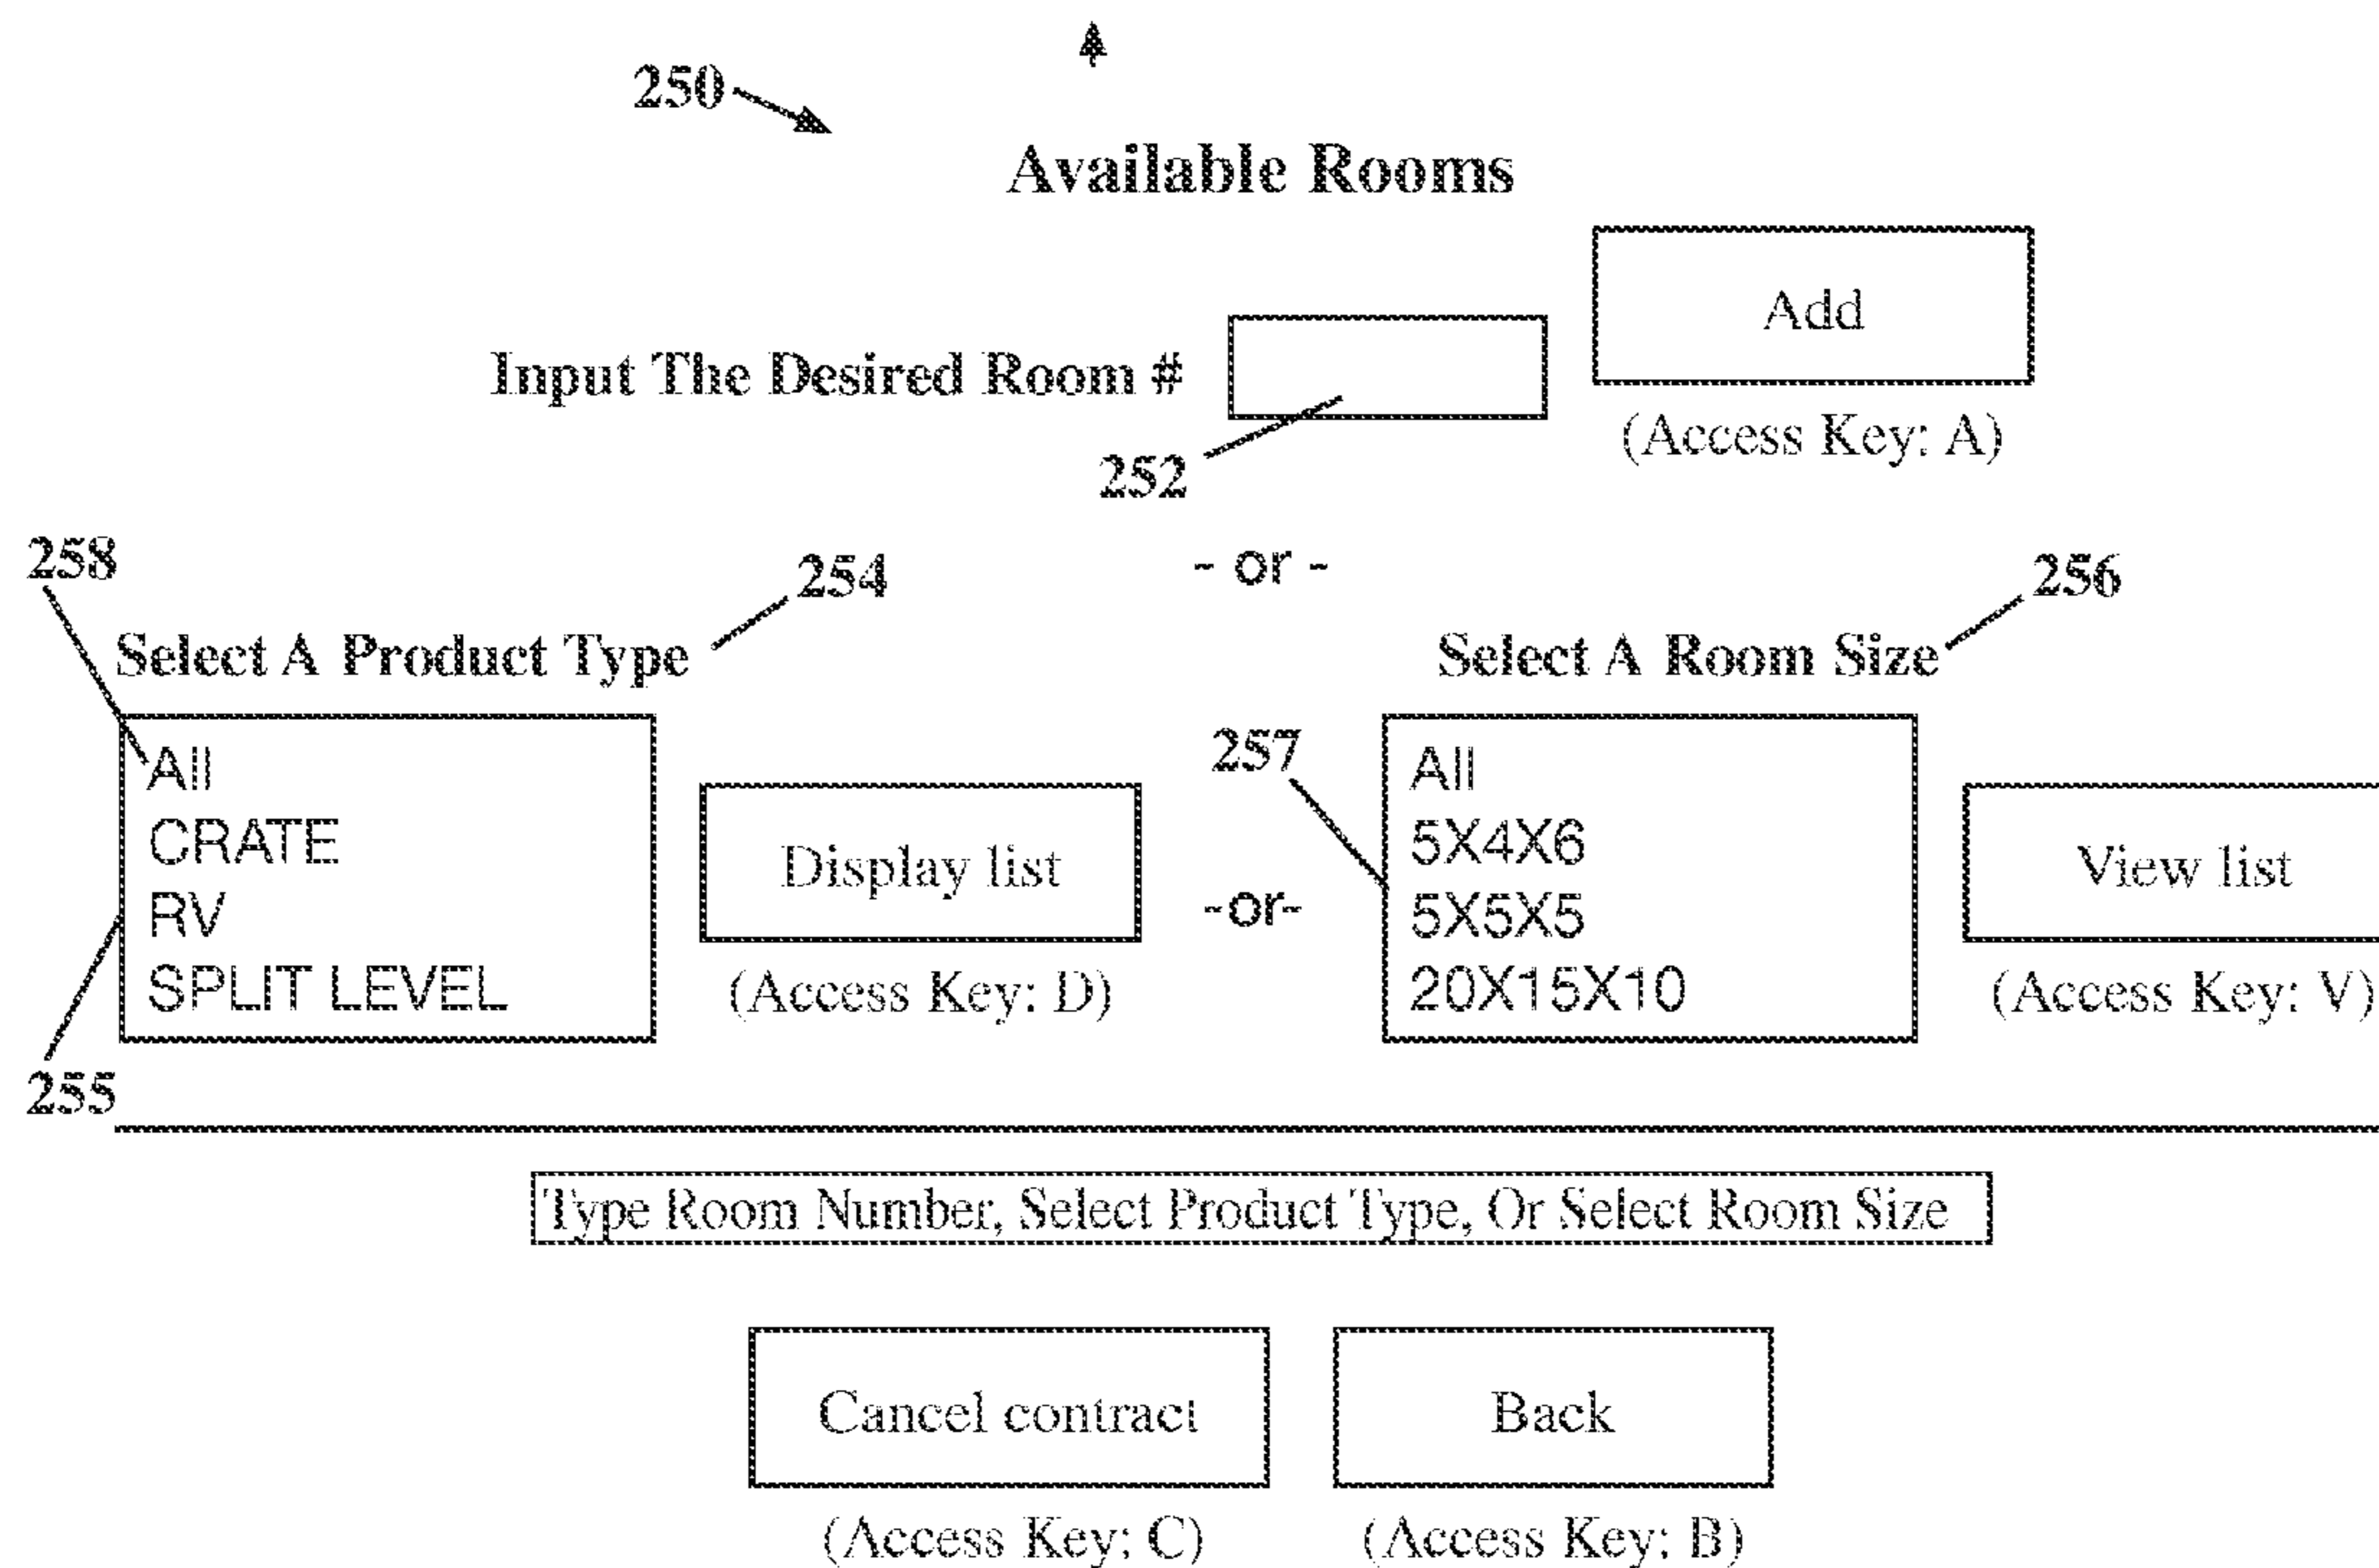 250
Available Rooms
Add
Input The Desired Room #
(Access Key: A)
252
258
254
- or -
256
Select A Product Type
Select A Room Size
All
CRATE
RV
SPLIT LEVEL
Display list
(Access Key: D)
-or-
257
All
5X4X6
5X5X5
20X15X10
View list
(Access Key: V)
255
Type Room Number, Select Product Type, Or Select Room Size
Cancel contract
Back
(Access Key: C)
(Access Key: B)